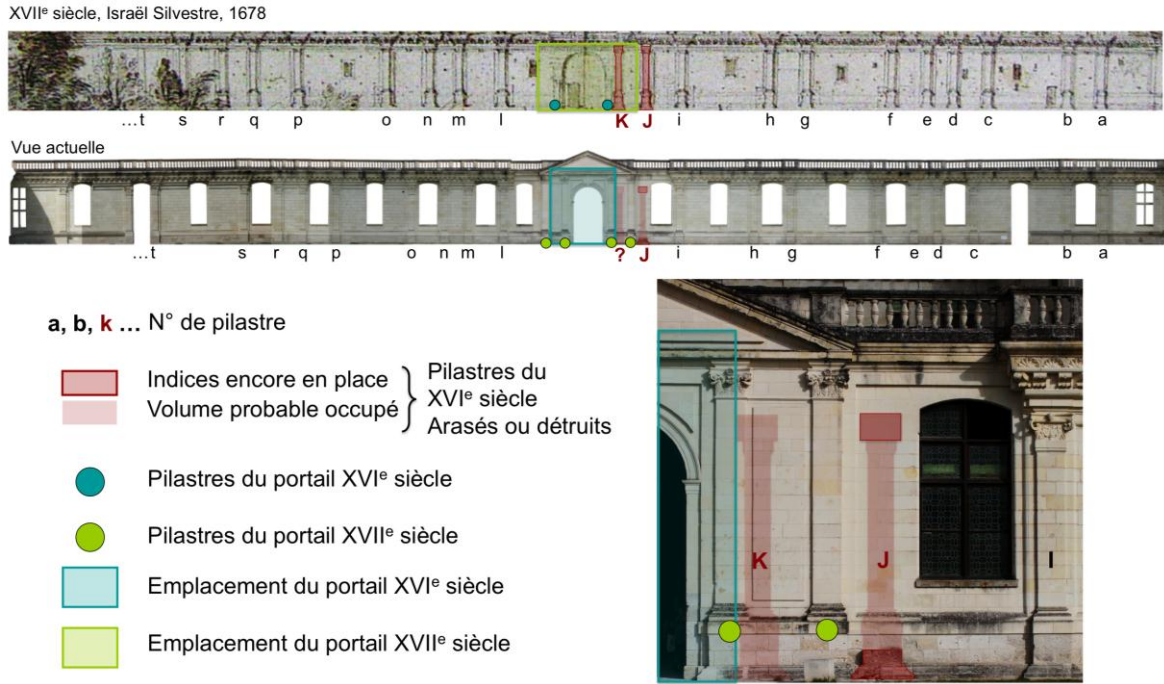 XVIIe siècle, Israël Silvestre, 1678
...t s r q p o n m l K J i h g f e d c b a
Vue actuelle
...t s r q p o n m l ? J i h g f e d c b a
a, b, k ... N° de pilastre
Indices encore en place
Volume probable occupé
Pilastres du
XVIe siècle
Arasés ou détruits
Pilastres du portail XVIe siècle
Pilastres du portail XVIIe siècle
Emplacement du portail XVIe siècle
Emplacement du portail XVIIe siècle
K J I